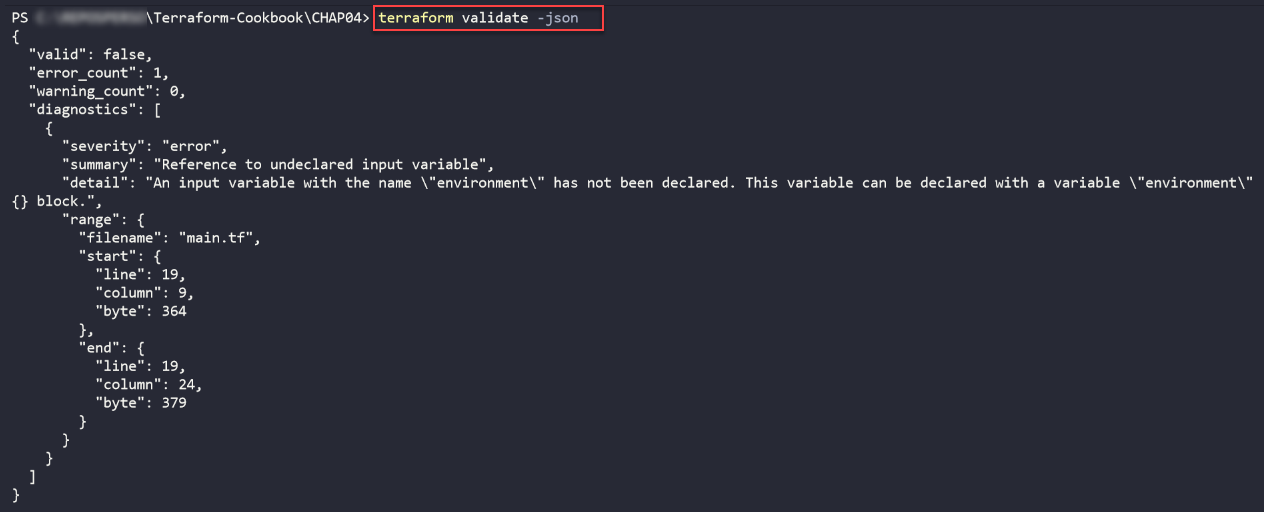 PS \Terraform-Cookbook\CHAP04> terraform validate -json
{
  "valid": false,
  "error_count": 1,
  "warning_count": 0,
  "diagnostics": [
    {
      "severity": "error",
      "summary": "Reference to undeclared input variable",
      "detail": "An input variable with the name \"environment\" has not been declared. This variable can be declared with a variable \"environment\"
{} block.",
      "range": {
        "filename": "main.tf",
        "start": {
          "line": 19,
          "column": 9,
          "byte": 364
        },
        "end": {
          "line": 19,
          "column": 24,
          "byte": 379
        }
      }
    }
  ]
}